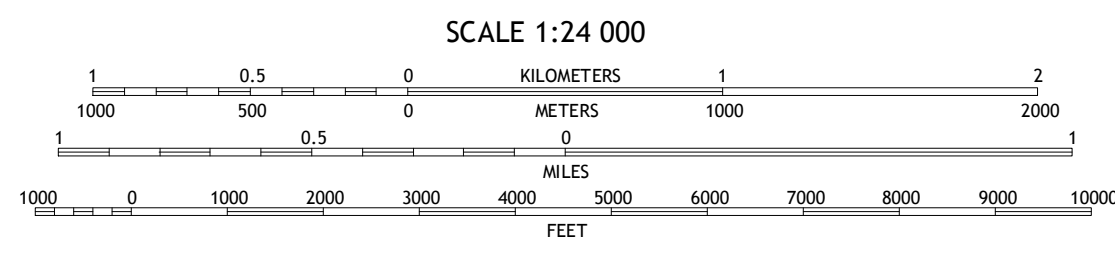 SCALE 1:24 000
1 0.5 0 KILOMETERS 1 2
1000 500 0 METERS 1000 2000
1 0.5 0 1
MILES
1000 0 1000 2000 3000 4000 5000 6000 7000 8000 9000 10000
FEET